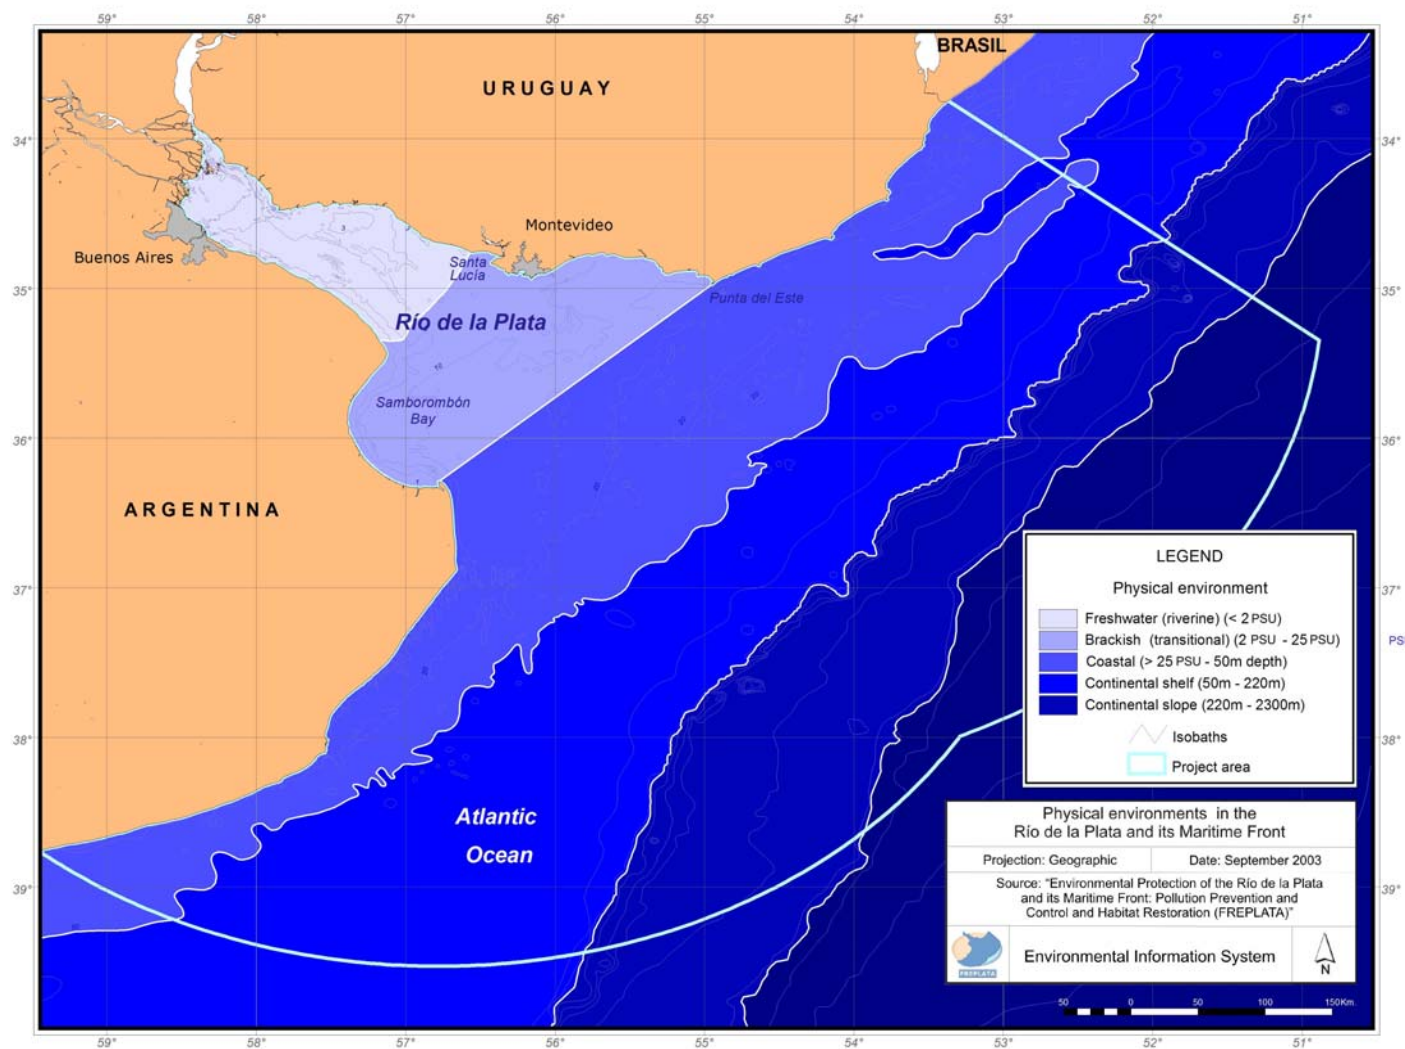 59° 58° 57° 56° 55° 54° 53° 52° 51°
BRASIL
URUGUAY
34° 34°
3
Montevideo
Buenos Aires
Santa
Lucía
35° 35°
Punta del Este
Río de la Plata
10
Samborombón
Bay
36° 36°
ARGENTINA
37° 37°
38° 38°
39° 39°
Atlantic
Ocean
LEGEND
Physical environment
Freshwater (riverine) (< 2 PSU)
Brackish (transitional) (2 PSU - 25 PSU)
PS
Coastal (> 25 PSU - 50m depth)
Continental shelf (50m - 220m)
Continental slope (220m - 2300m)
Isobaths
Project area
Physical environments in the
Río de la Plata and its Maritime Front
Projection: Geographic
Date: September 2003
Source: "Environmental Protection of the Río de la Plata
and its Maritime Front: Pollution Prevention and
Control and Habitat Restoration (FREPLATA)"
FREPLATA
Environmental Information System
N
50 0 50 100 150Km.
59° 58° 57° 56° 55° 54° 53° 52° 51°